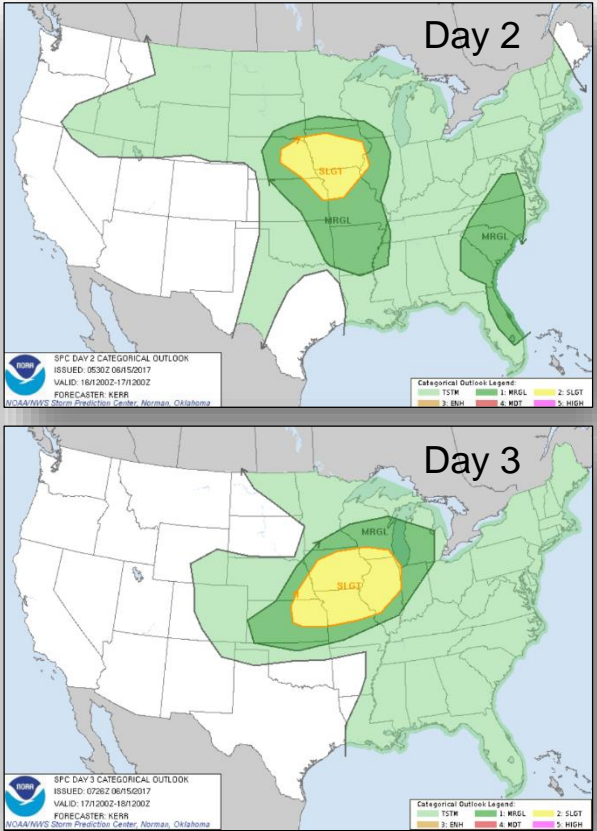 Day 2
SLGT
MRGL
MRGL
NOAA
SPC DAY 2 CATEGORICAL OUTLOOK
ISSUED: 0530Z 06/15/2017
VALID: 16/1200Z-17/1200Z
FORECASTER: KERR
NOAA/NWS Storm Prediction Center, Norman, Oklahoma
Categorical Outlook Legend:
TSTM 1: MRGL 2: SLGT
3: ENH 4: MDT 5: HIGH
Day 3
MRGL
SLGT
NOAA
SPC DAY 3 CATEGORICAL OUTLOOK
ISSUED: 0726Z 06/15/2017
VALID: 17/1200Z-18/1200Z
FORECASTER: KERR
NOAA/NWS Storm Prediction Center, Norman, Oklahoma
Categorical Outlook Legend:
TSTM 1: MRGL 2: SLGT
3: ENH 4: MDT 5: HIGH